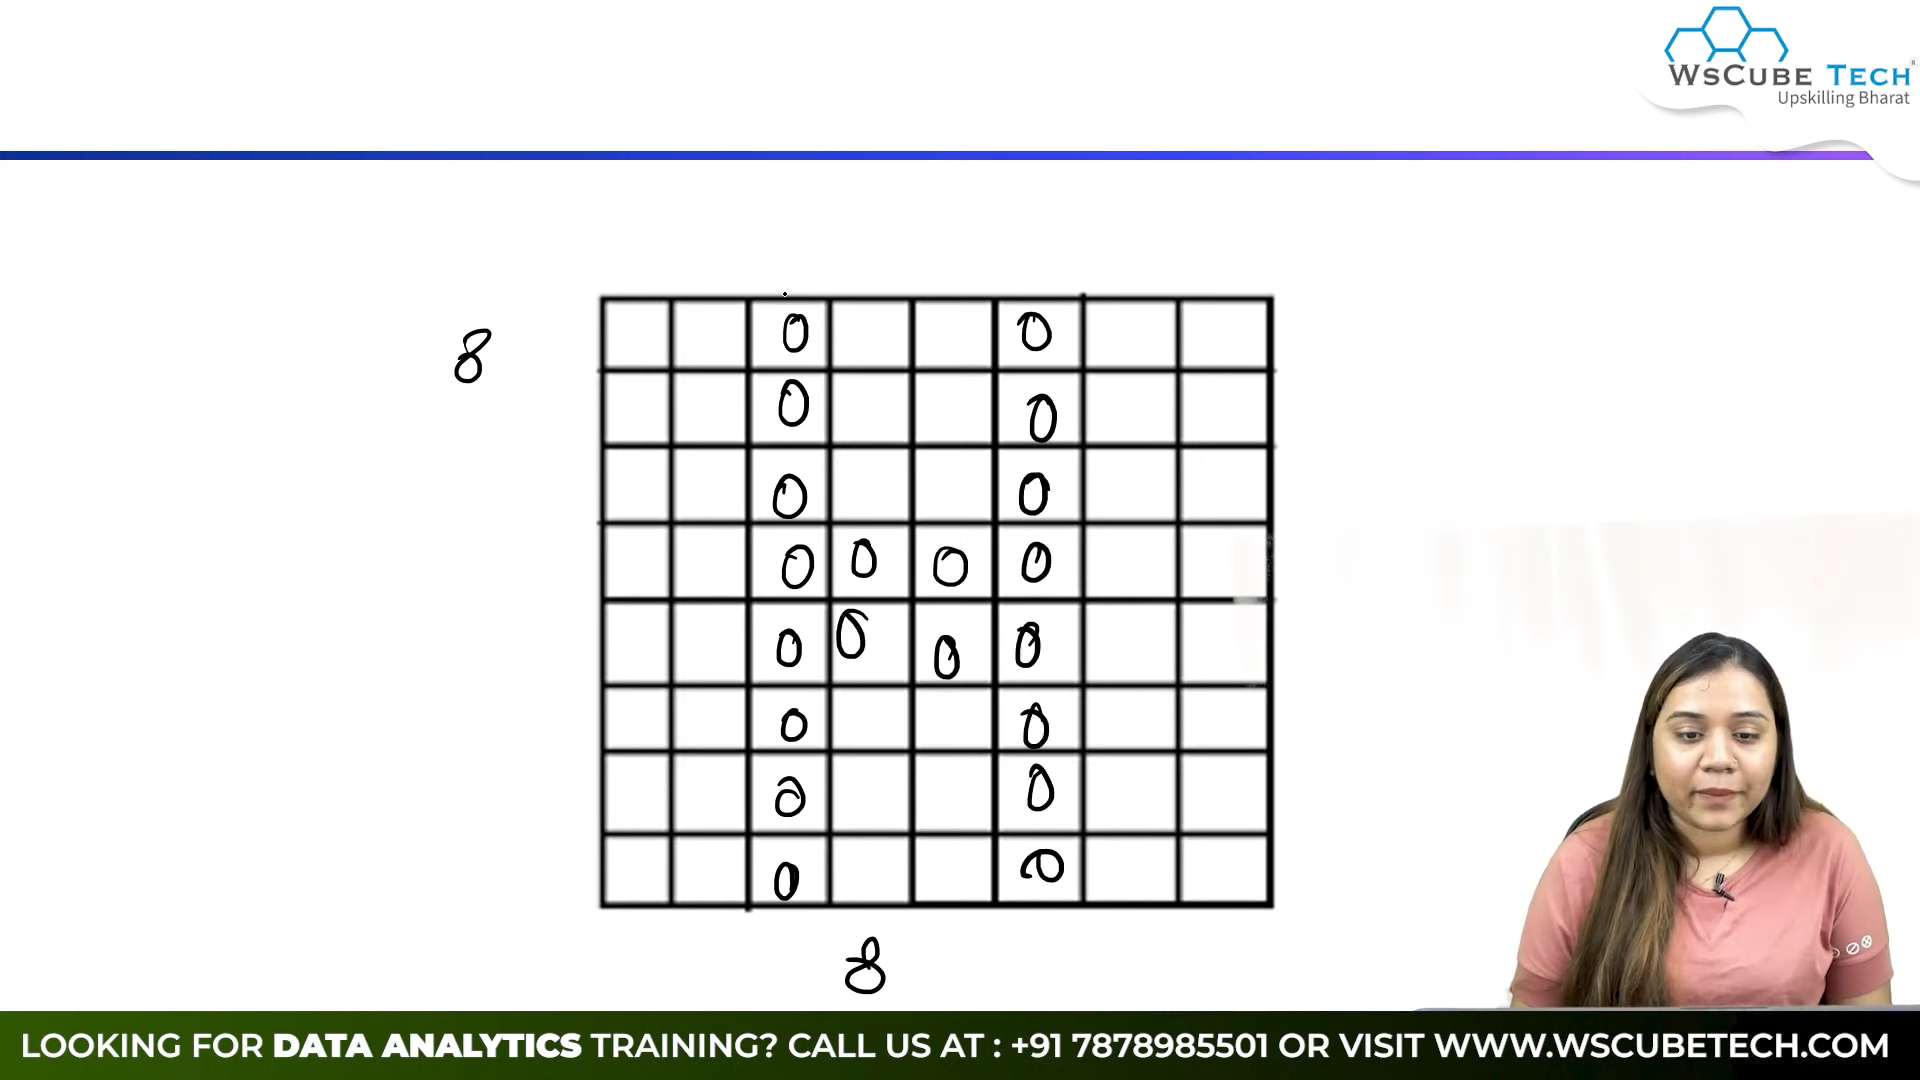 WsCube Tech
Upskilling Bharat
8
0 0
0 0
0 0
0 0 0 0
0 0 0 0
0 0
0 0
0 0
8
LOOKING FOR DATA ANALYTICS TRAINING? CALL US AT : +91 7878985501 OR VISIT WWW.WSCUBETECH.COM